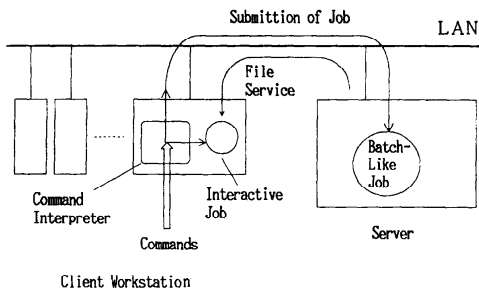 Submittion of Job
LAN
File
Service
Batch-
Like
Job
Command
Interpreter
Interactive
Job
Commands
Server
Client Workstation